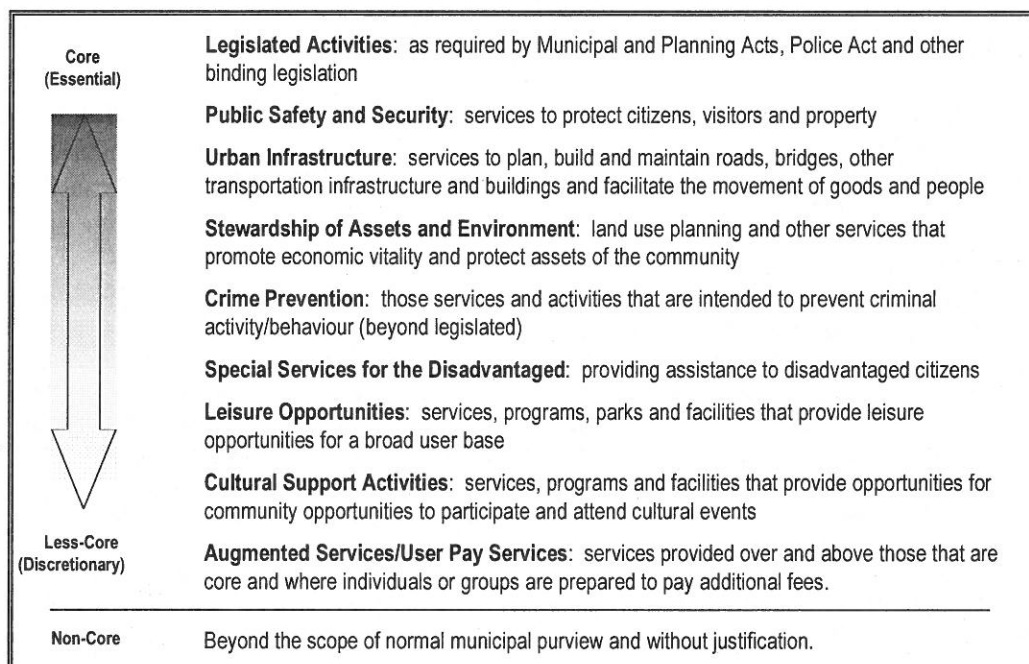 Core
(Essential)
Legislated Activities: as required by Municipal and Planning Acts, Police Act and other
binding legislation
Public Safety and Security: services to protect citizens, visitors and property
Urban Infrastructure: services to plan, build and maintain roads, bridges, other
transportation infrastructure and buildings and facilitate the movement of goods and people
Stewardship of Assets and Environment: land use planning and other services that
promote economic vitality and protect assets of the community
Crime Prevention: those services and activities that are intended to prevent criminal
activity/behaviour (beyond legislated)
Special Services for the Disadvantaged: providing assistance to disadvantaged citizens
Leisure Opportunities: services, programs, parks and facilities that provide leisure
opportunities for a broad user base
Cultural Support Activities: services, programs and facilities that provide opportunities for
community opportunities to participate and attend cultural events
Less-Core
(Discretionary)
Augmented Services/User Pay Services: services provided over and above those that are
core and where individuals or groups are prepared to pay additional fees.
Non-Core
Beyond the scope of normal municipal purview and without justification.